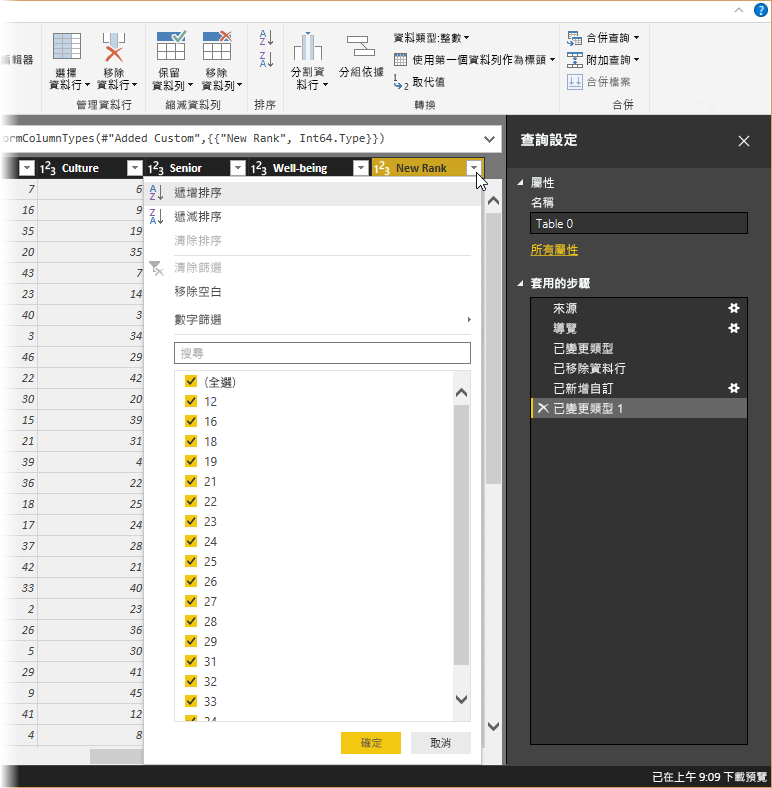 ?
編輯器
選擇
資料行
移除
資料行
管理資料行
保留
資料列
移除
資料列
縮減資料列
A
Z
Z
A
排序
分割資
料行
分組依據
資料類型:整數
使用第一個資料列作為標頭
1
2 取代值
轉換
合併查詢
附加查詢
合併檔案
合併
ormColumnTypes(#"Added Custom",{{"New Rank", Int64.Type}})
123 Culture
123 Senior
123 Well-being
123 New Rank
7 6
16 9
35 19
20 35
43 7
23 14
40 3
3 34
46 29
22 42
30 20
15 39
21 31
39 4
36 22
18 25
17 24
37 28
42 21
33 40
2 23
26 36
5 30
29 41
9 45
41 12
4 8
遞增排序
遞減排序
清除排序
清除篩選
移除空白
數字篩選
搜尋
(全選)
12
16
18
19
21
22
23
24
25
26
27
28
29
31
32
33
34
確定
取消
查詢設定
屬性
名稱
Table 0
所有屬性
套用的步驟
來源
導覽
已變更類型
已移除資料行
已新增自訂
已變更類型 1
已在上午 9:09 下載預覽